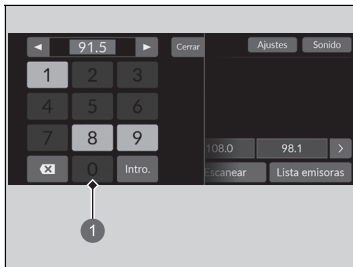 91.5 Cerrar Ajustes Sonido
1 2 3
4 5 6
7 8 9
108.0 98.1
0 Intro. Escanear Lista emisoras
1